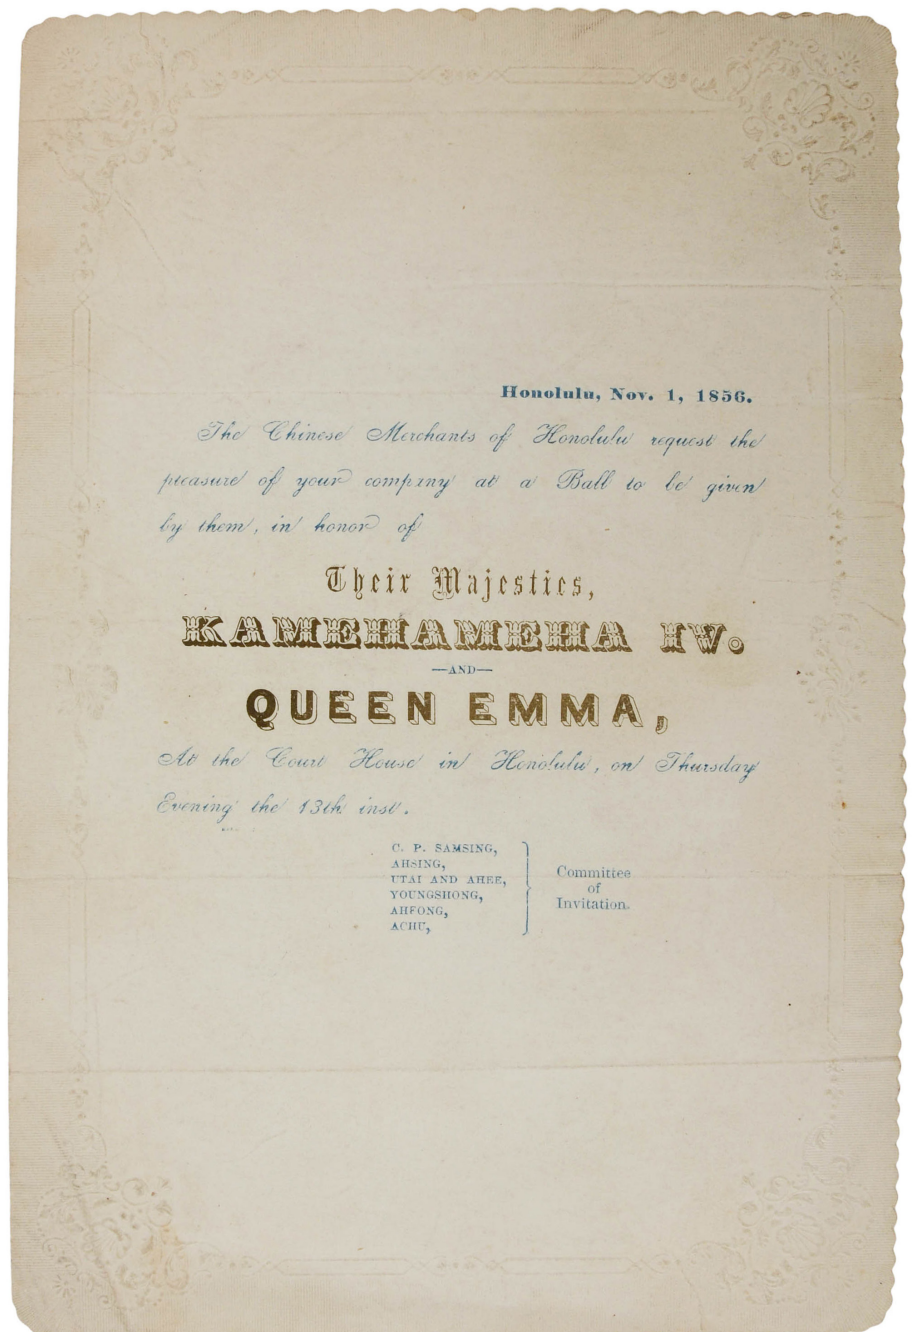 Honolulu, Nov. 1, 1856.
The Chinese Merchants of Honolulu request the
pleasure of your company at a Ball to be given
by them, in honor of
Their Majesties,
KAMEHAMEHA IV.
—AND—
QUEEN EMMA,
At the Court House in Honolulu, on Thursday
Evening the 13th inst.
C. P. SAMSING,
AHSING,
UTAI AND AHEE,
YOUNGSHONG,
AHFONG,
ACHU,
Committee
of
Invitation.